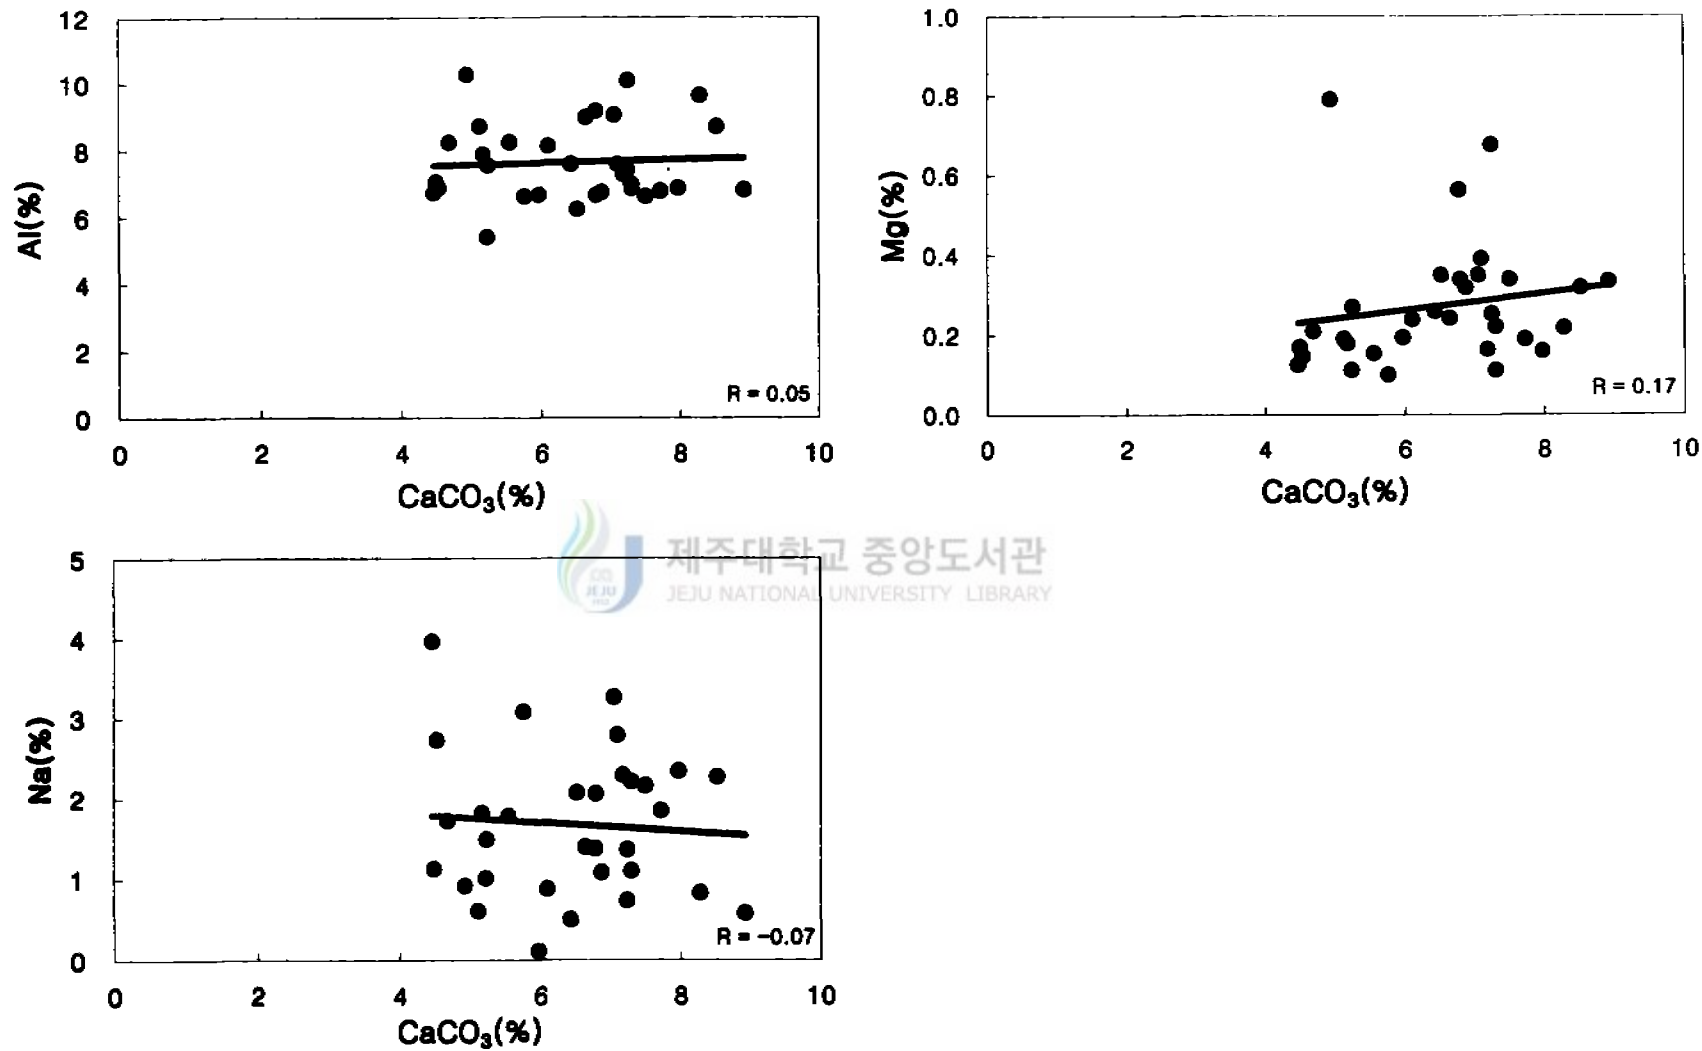 12
10
8
6
4
2
0
Al(%)
R = 0.05
0 2 4 6 8 10
CaCO₃(%)
1.0
0.8
0.6
0.4
0.2
0.0
Mg(%)
R = 0.17
0 2 4 6 8 10
CaCO₃(%)
제주대학교 중앙도서관
JEJU NATIONAL UNIVERSITY LIBRARY
JEJU
5
4
3
2
1
0
Na(%)
R = -0.07
0 2 4 6 8 10
CaCO₃(%)